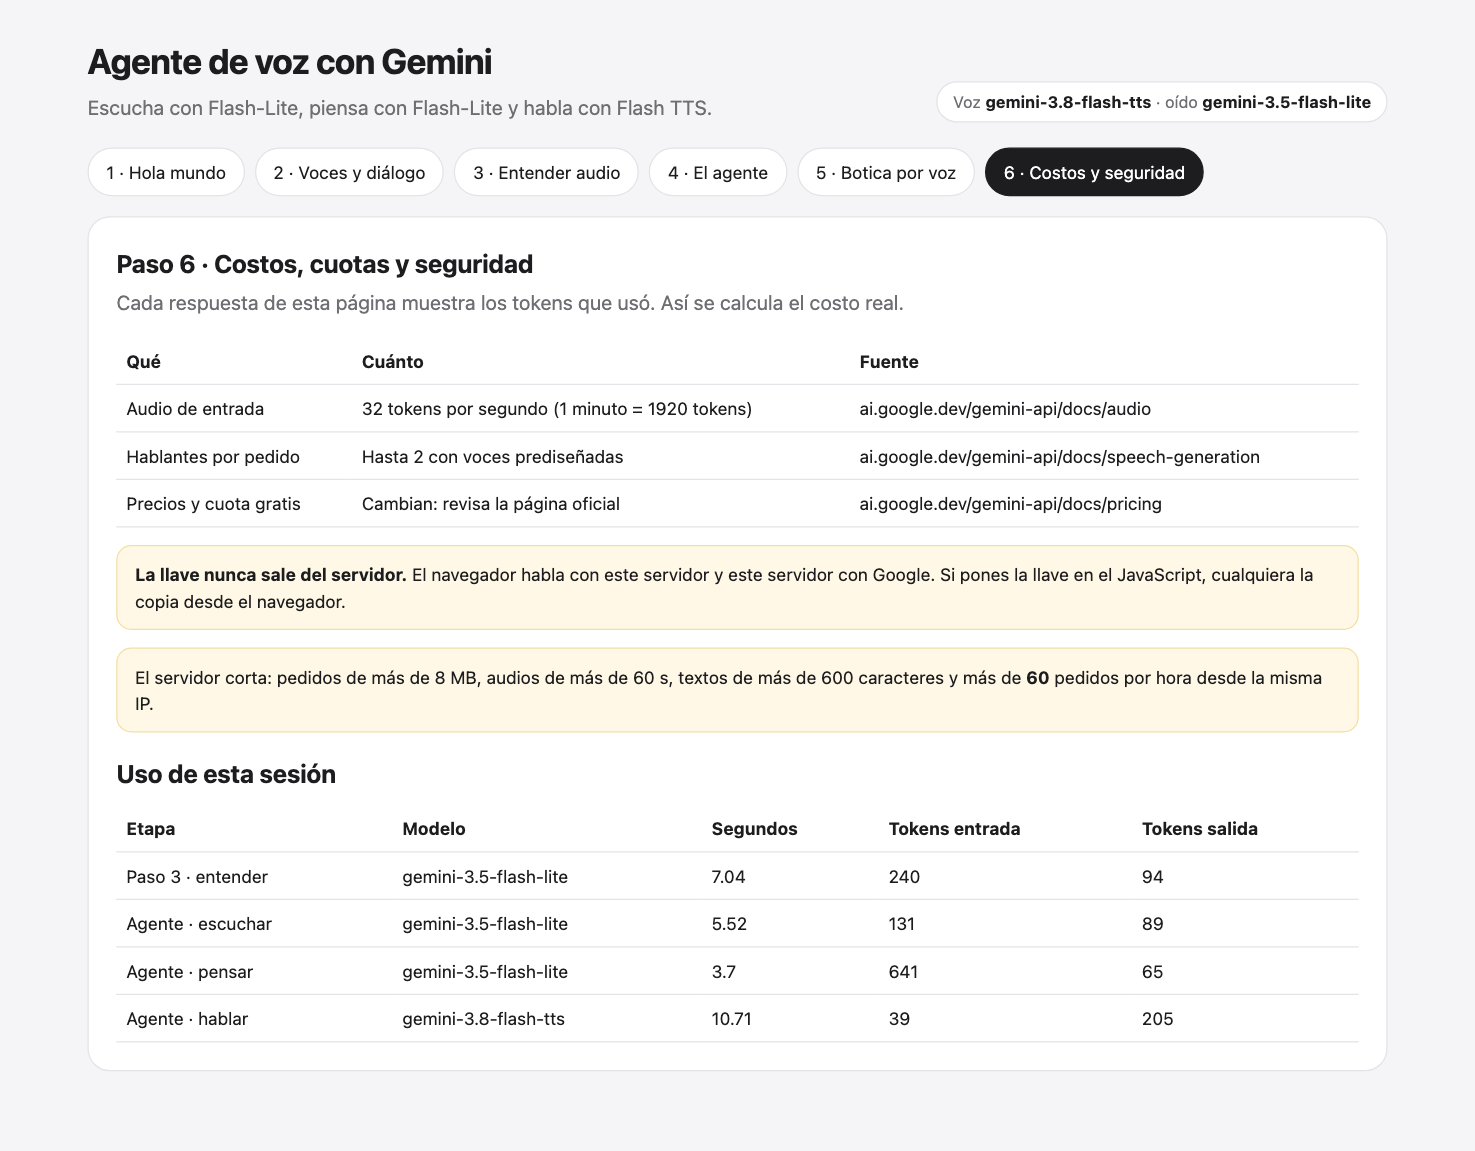 Agente de voz con Gemini
Escucha con Flash-Lite, piensa con Flash-Lite y habla con Flash TTS.
Voz gemini-3.8-flash-tts · oído gemini-3.5-flash-lite
1 · Hola mundo
2 · Voces y diálogo
3 · Entender audio
4 · El agente
5 · Botica por voz
6 · Costos y seguridad
Paso 6 · Costos, cuotas y seguridad
Cada respuesta de esta página muestra los tokens que usó. Así se calcula el costo real.
Qué Cuánto Fuente
Audio de entrada 32 tokens por segundo (1 minuto = 1920 tokens) ai.google.dev/gemini-api/docs/audio
Hablantes por pedido Hasta 2 con voces prediseñadas ai.google.dev/gemini-api/docs/speech-generation
Precios y cuota gratis Cambian: revisa la página oficial ai.google.dev/gemini-api/docs/pricing
La llave nunca sale del servidor. El navegador habla con este servidor y este servidor con Google. Si pones la llave en el JavaScript, cualquiera la
copia desde el navegador.
El servidor corta: pedidos de más de 8 MB, audios de más de 60 s, textos de más de 600 caracteres y más de 60 pedidos por hora desde la misma
IP.
Uso de esta sesión
Etapa Modelo Segundos Tokens entrada Tokens salida
Paso 3 · entender gemini-3.5-flash-lite 7.04 240 94
Agente · escuchar gemini-3.5-flash-lite 5.52 131 89
Agente · pensar gemini-3.5-flash-lite 3.7 641 65
Agente · hablar gemini-3.8-flash-tts 10.71 39 205